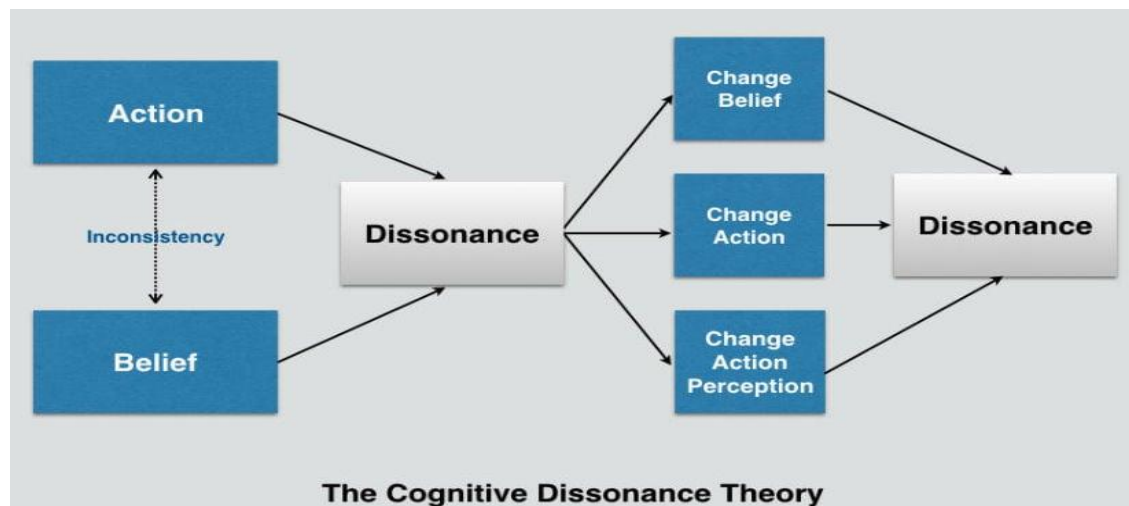 Action
Inconsistency
Belief
Dissonance
Change
Belief
Change
Action
Change
Action
Perception
Dissonance
The Cognitive Dissonance Theory